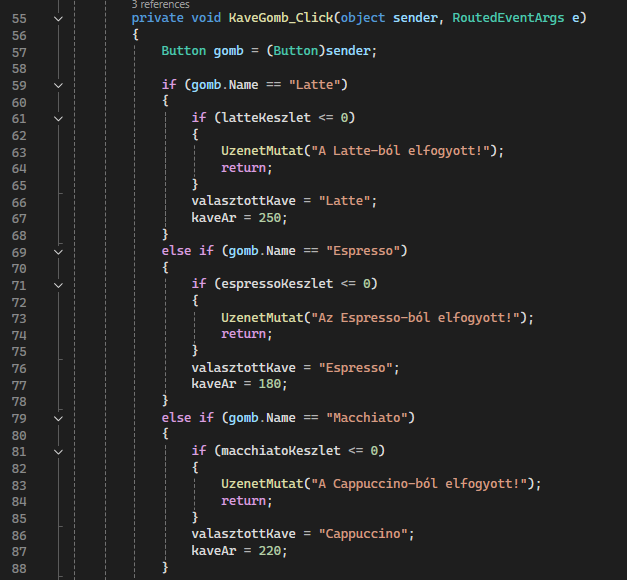 3 references
55 private void KaveGomb_Click(object sender, RoutedEventArgs e)
56 {
57 Button gomb = (Button)sender;
58
59 if (gomb.Name == "Latte")
60 {
61 if (latteKeszlet <= 0)
62 {
63 UzenetMutat("A Latte-ból elfogyott!");
64 return;
65 }
66 valasztottKave = "Latte";
67 kaveAr = 250;
68 }
69 else if (gomb.Name == "Espresso")
70 {
71 if (espressoKeszlet <= 0)
72 {
73 UzenetMutat("Az Espresso-ból elfogyott!");
74 return;
75 }
76 valasztottKave = "Espresso";
77 kaveAr = 180;
78 }
79 else if (gomb.Name == "Macchiato")
80 {
81 if (macchiatoKeszlet <= 0)
82 {
83 UzenetMutat("A Cappuccino-ból elfogyott!");
84 return;
85 }
86 valasztottKave = "Cappuccino";
87 kaveAr = 220;
88 }